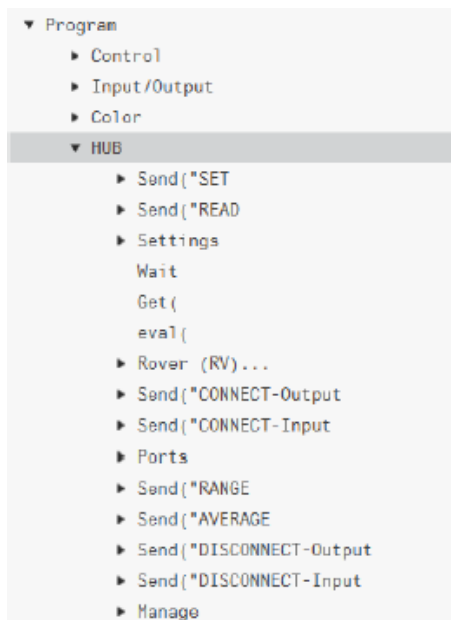 Program
Control
Input/Output
Color
HUB
Send("SET
Send("READ
Settings
Wait
Get(
eval(
Rover (RV)...
Send("CONNECT-Output
Send("CONNECT-Input
Ports
Send("RANGE
Send("AVERAGE
Send("DISCONNECT-Output
Send("DISCONNECT-Input
Manage